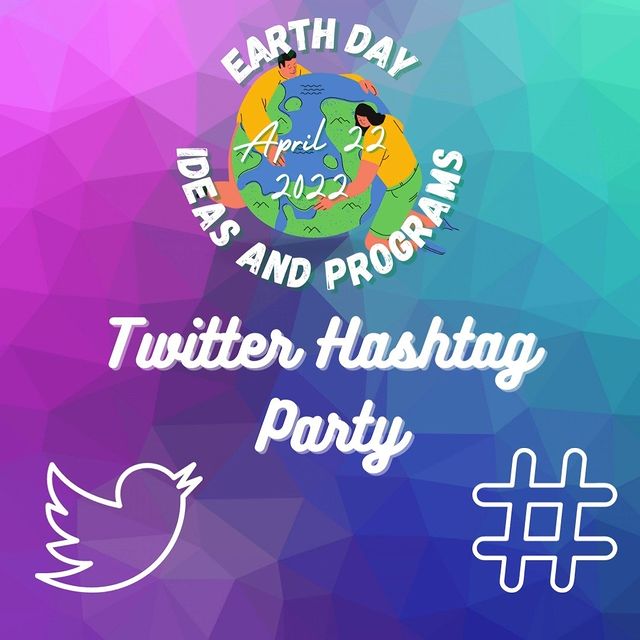 EARTH DAY
April 22
2022
IDEAS AND PROGRAMS
Twitter Hashtag
Party
#